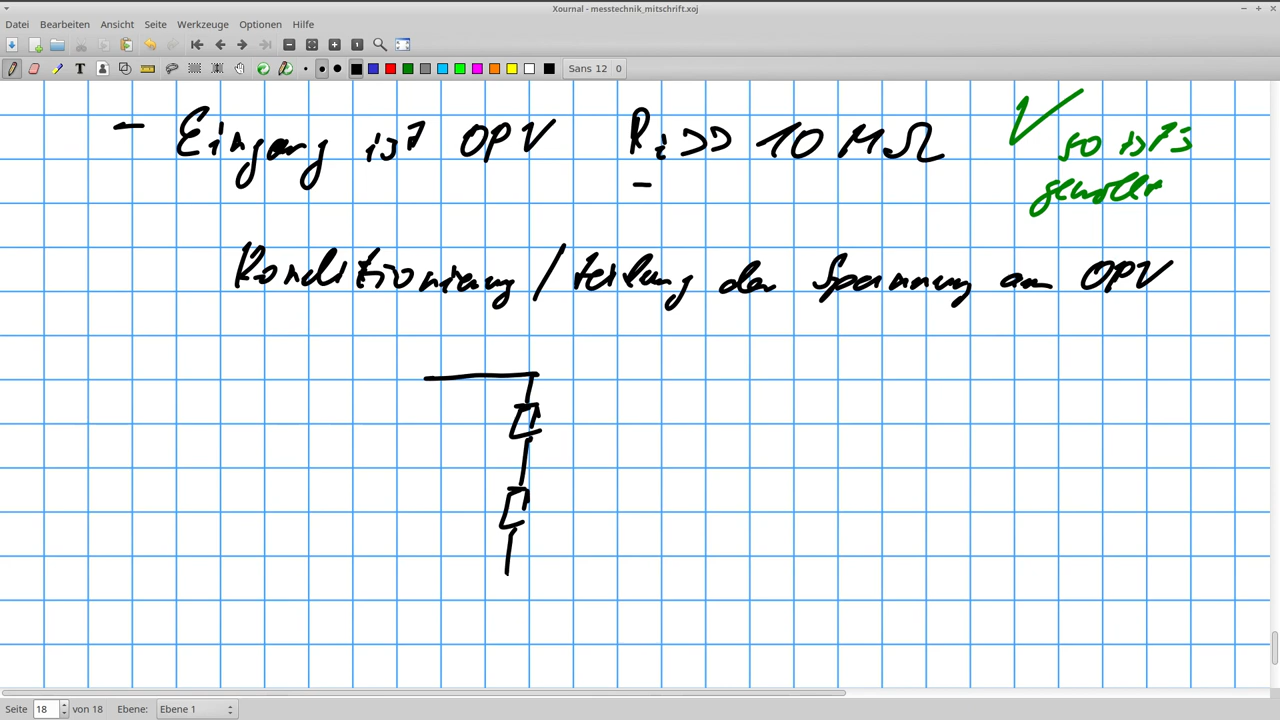 Xournal - messtechnik_mitschrift.xoj
Datei Bearbeiten Ansicht Seite Werkzeuge Optionen Hilfe
Sans 12 0
- Eingang ist OPV Ri >> 10 MΩ
✓ so ist's
gewollt
Konditionierung / teilung der Spannung am OPV
Seite 18 von 18 Ebene: Ebene 1